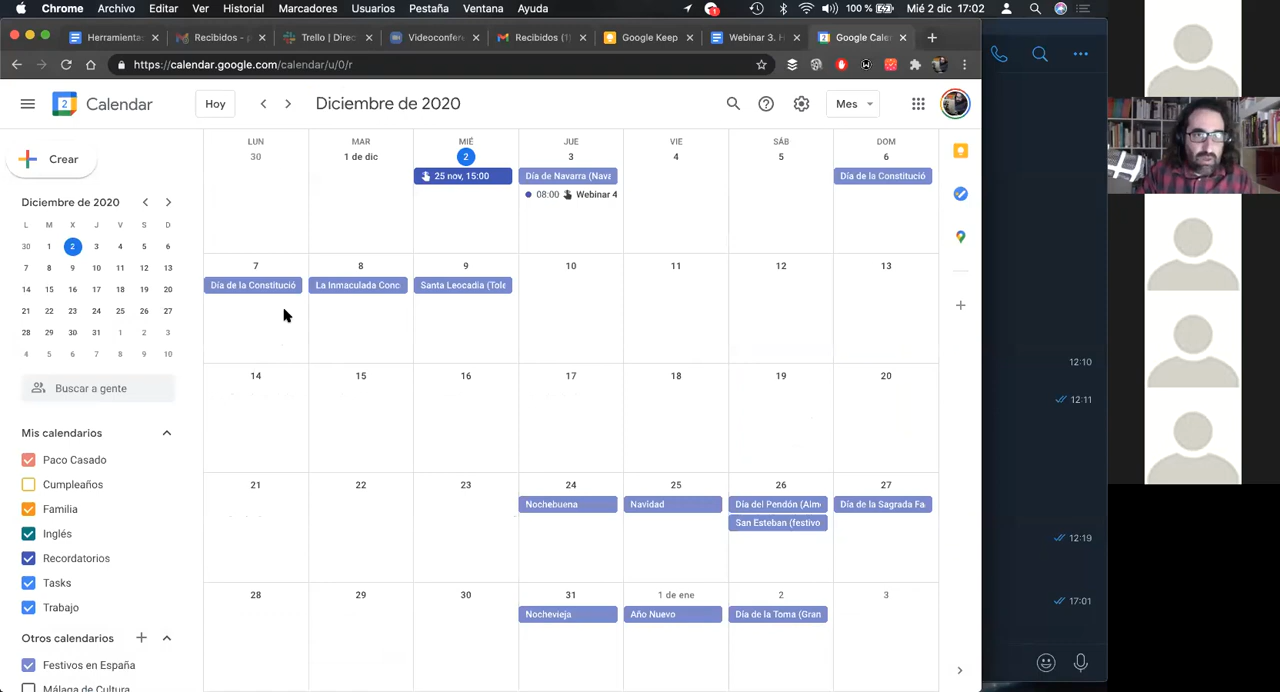 Chrome Archivo Editar Ver Historial Marcadores Usuarios Pestaña Ventana Ayuda 1 100 % Mié 2 dic 17:02
Herramienta Recibidos - Trello | Direc Videoconfe Recibidos (1 Google Keep Webinar 3. H Google Cale
https://calendar.google.com/calendar/u/0/r
2 Calendar Hoy Diciembre de 2020 Mes
Crear
Diciembre de 2020
L M X J V S D
30 1 2 3 4 5 6
7 8 9 10 11 12 13
14 15 16 17 18 19 20
21 22 23 24 25 26 27
28 29 30 31 1 2 3
4 5 6 7 8 9 10
Buscar a gente
Mis calendarios
Paco Casado
Cumpleaños
Familia
Inglés
Recordatorios
Tasks
Trabajo
Otros calendarios
Festivos en España
Málaga de Cultura
LUN MAR MIÉ JUE VIE SÁB DOM
30 1 de dic 2 3 4 5 6
25 nov, 15:00 Día de Navarra (Nava Día de la Constitució
08:00 Webinar 4
7 8 9 10 11 12 13
Día de la Constitució La Inmaculada Conc Santa Leocadia (Tole
14 15 16 17 18 19 20
21 22 23 24 25 26 27
Nochebuena Navidad Día del Pendón (Alm Día de la Sagrada Fa
San Esteban (festivo
28 29 30 31 1 de ene 2 3
Nochevieja Año Nuevo Día de la Toma (Gran
12:10
12:11
12:19
17:01